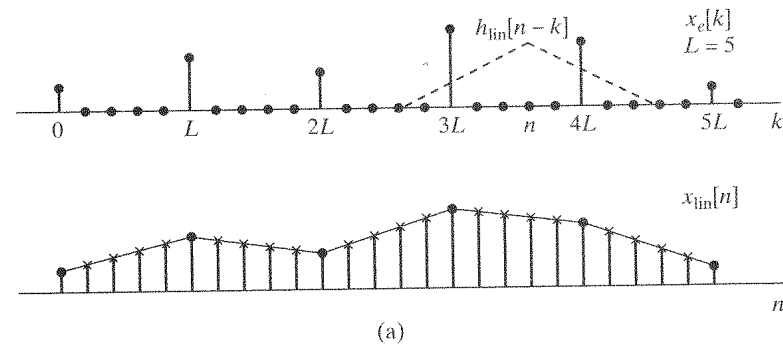 h_lin[n – k]
x_e[k]
L = 5
0 L 2L 3L n 4L 5L k
x_lin[n]
n
(a)